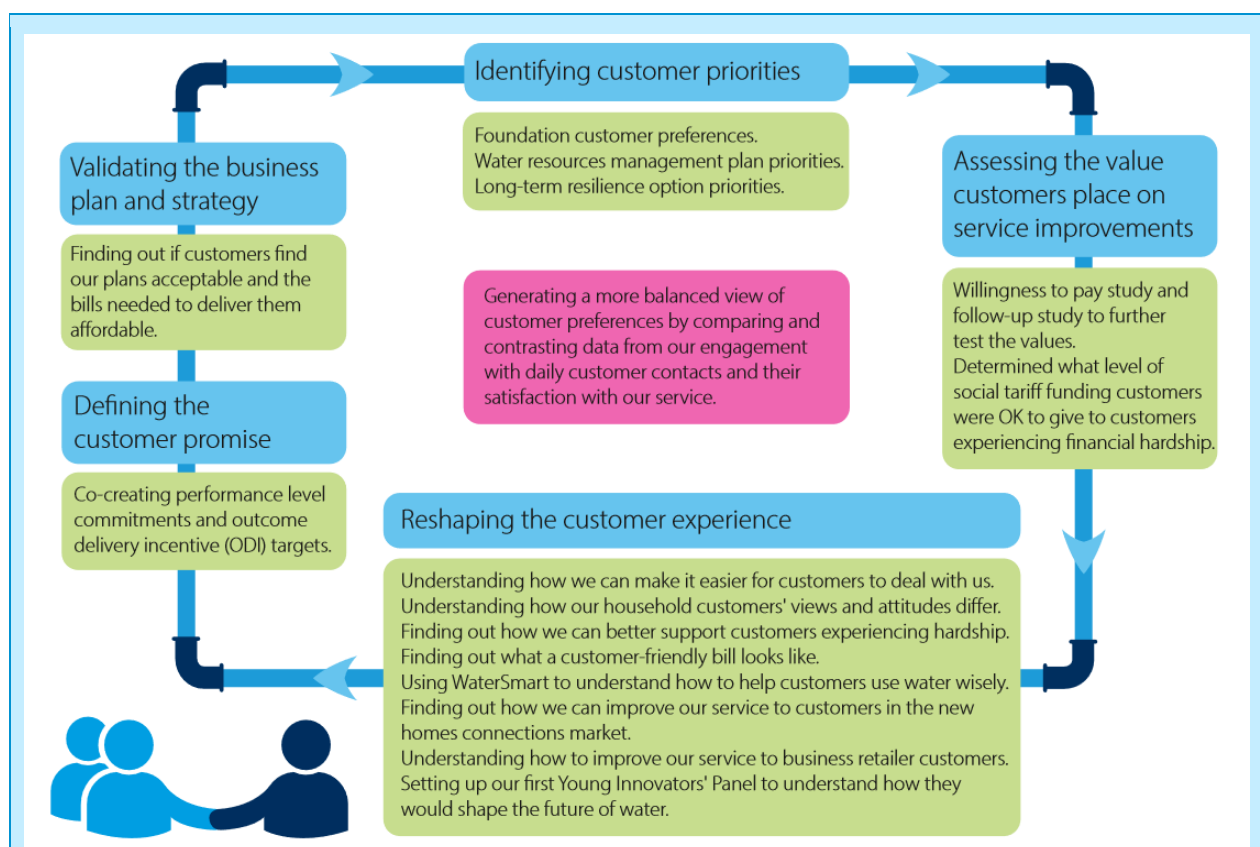 Identifying customer priorities
Foundation customer preferences.
Water resources management plan priorities.
Long-term resilience option priorities.
Assessing the value
customers place on
service improvements
Willingness to pay study and
follow-up study to further
test the values.
Determined what level of
social tariff funding customers
were OK to give to customers
experiencing financial hardship.
Reshaping the customer experience
Understanding how we can make it easier for customers to deal with us.
Understanding how our household customers' views and attitudes differ.
Finding out how we can better support customers experiencing hardship.
Finding out what a customer-friendly bill looks like.
Using WaterSmart to understand how to help customers use water wisely.
Finding out how we can improve our service to customers in the new
homes connections market.
Understanding how to improve our service to business retailer customers.
Setting up our first Young Innovators' Panel to understand how they
would shape the future of water.
Defining the
customer promise
Co-creating performance level
commitments and outcome
delivery incentive (ODI) targets.
Validating the business
plan and strategy
Finding out if customers find
our plans acceptable and the
bills needed to deliver them
affordable.
Generating a more balanced view of
customer preferences by comparing and
contrasting data from our engagement
with daily customer contacts and their
satisfaction with our service.